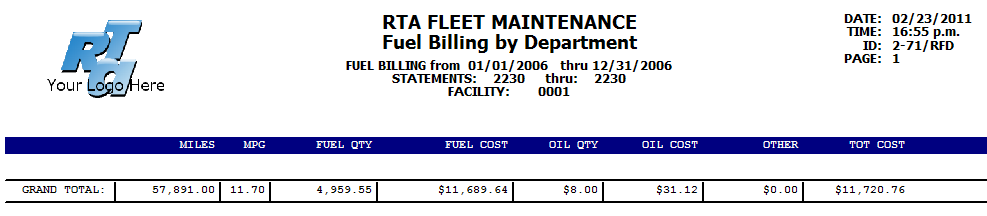 RTA FLEET MAINTENANCE
Fuel Billing by Department
FUEL BILLING from 01/01/2006 thru 12/31/2006
STATEMENTS: 2230 thru: 2230
FACILITY: 0001
DATE: 02/23/2011
TIME: 16:55 p.m.
ID: 2-71/RFD
PAGE: 1
RTA
Your Logo Here
MILES MPG FUEL QTY FUEL COST OIL QTY OIL COST OTHER TOT COST
GRAND TOTAL: 57,891.00 11.70 4,959.55 $11,689.64 $8.00 $31.12 $0.00 $11,720.76